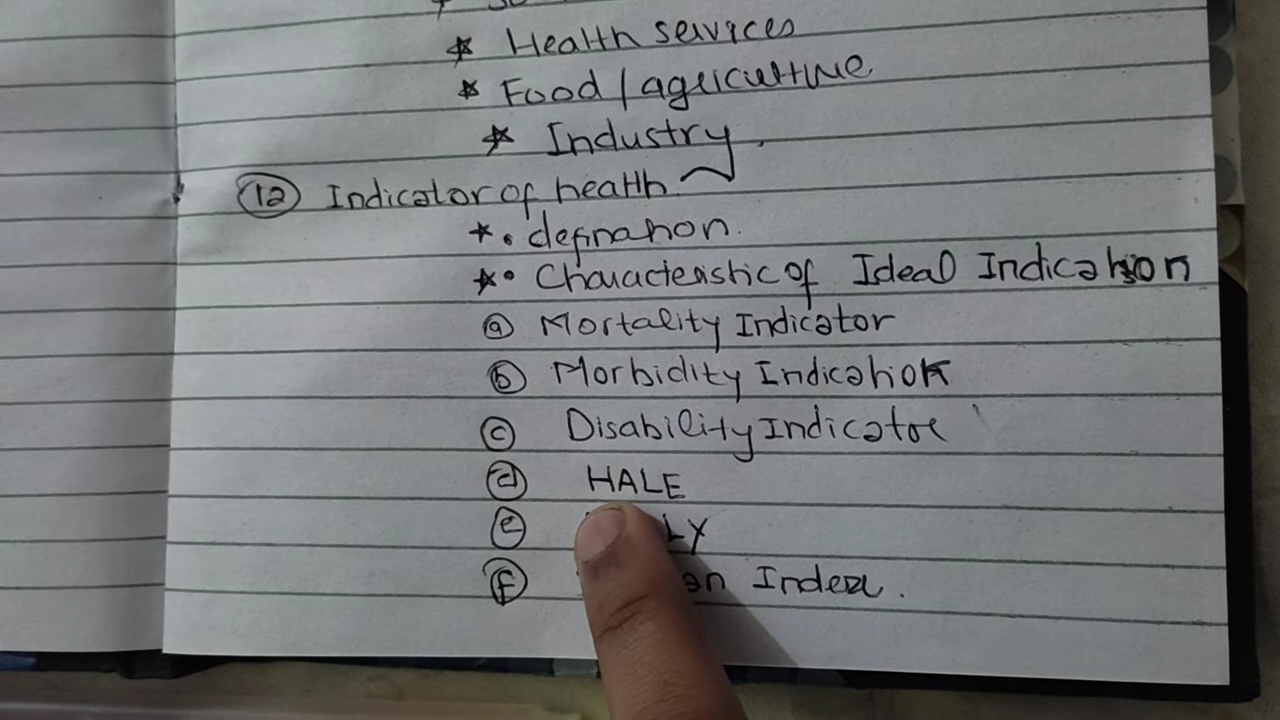 * Health services
* Food / agriculture
* Industry.
(12) Indicator of health
* • defination.
* • Characteristic of Ideal Indication
(a) Mortality Indicator
(b) Morbidity Indication
(c) Disability Indicator
(d) HALE
(e)
(f) Index.